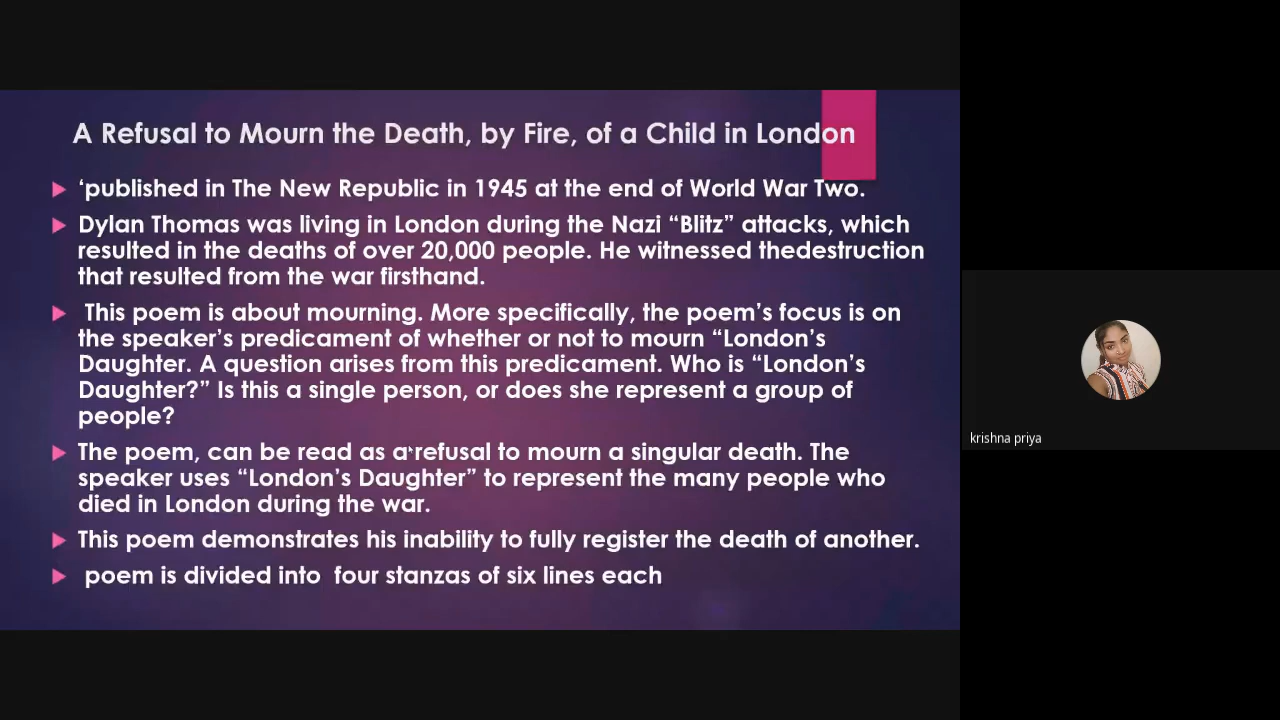 A Refusal to Mourn the Death, by Fire, of a Child in London
‘published in The New Republic in 1945 at the end of World War Two.
Dylan Thomas was living in London during the Nazi “Blitz” attacks, which
resulted in the deaths of over 20,000 people. He witnessed thedestruction
that resulted from the war firsthand.
This poem is about mourning. More specifically, the poem’s focus is on
the speaker’s predicament of whether or not to mourn “London’s
Daughter. A question arises from this predicament. Who is “London’s
Daughter?” Is this a single person, or does she represent a group of
people?
The poem, can be read as a refusal to mourn a singular death. The
speaker uses “London’s Daughter” to represent the many people who
died in London during the war.
This poem demonstrates his inability to fully register the death of another.
poem is divided into four stanzas of six lines each
krishna priya